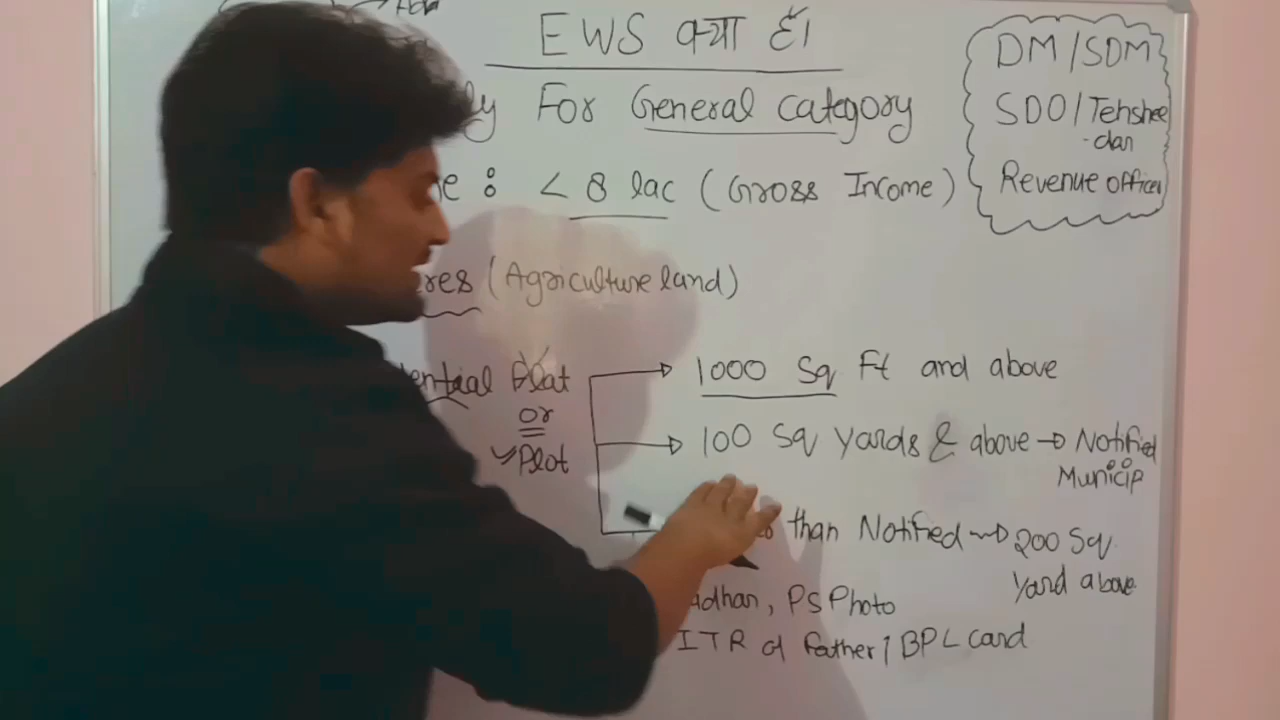 EWS क्या है।
For General Category
: < 8 lac (Gross Income)
(Agriculture land)
Flat
or
Plot
1000 Sq Ft and above
100 Sq Yards & above → Notified
Municip
than Notified → 200 Sq
Yard above
PS Photo
ITR of Father / BPL card
DM / SDM
SDO / Tehshee
-dar
Revenue officer